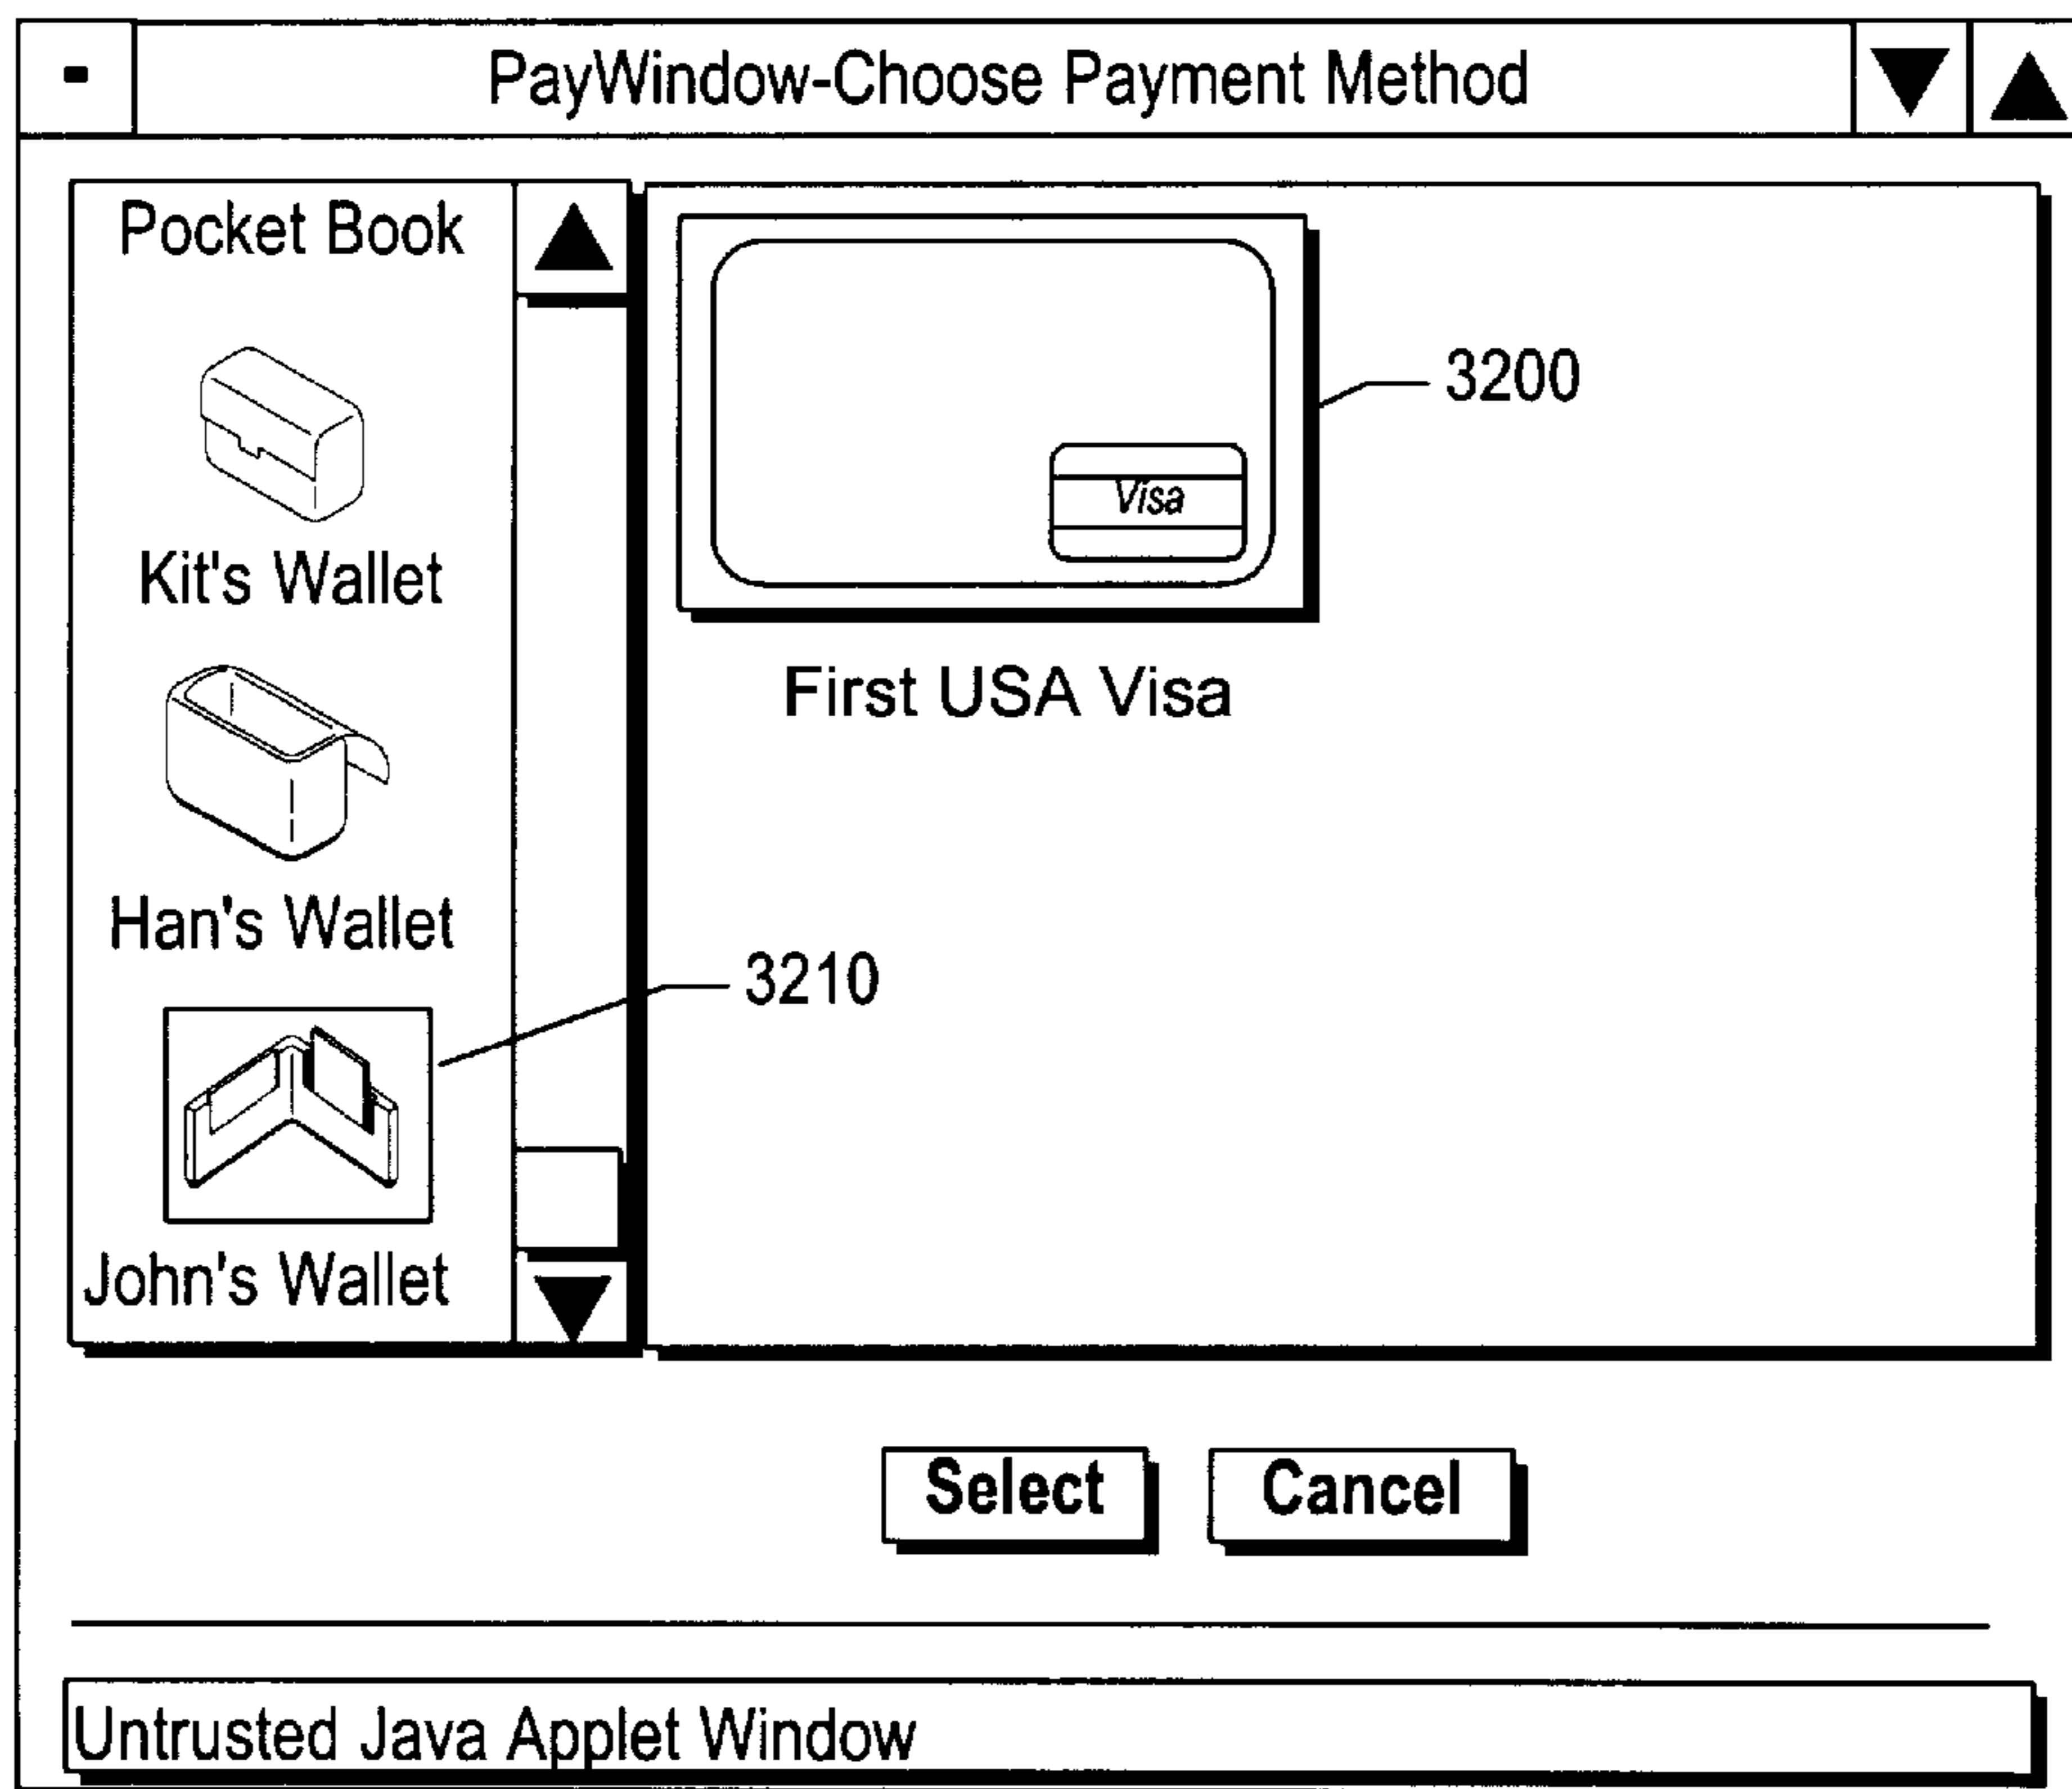 PayWindow-Choose Payment Method
Pocket Book
Kit's Wallet
Han's Wallet
3210
John's Wallet
Visa
3200
First USA Visa
Select
Cancel
Untrusted Java Applet Window